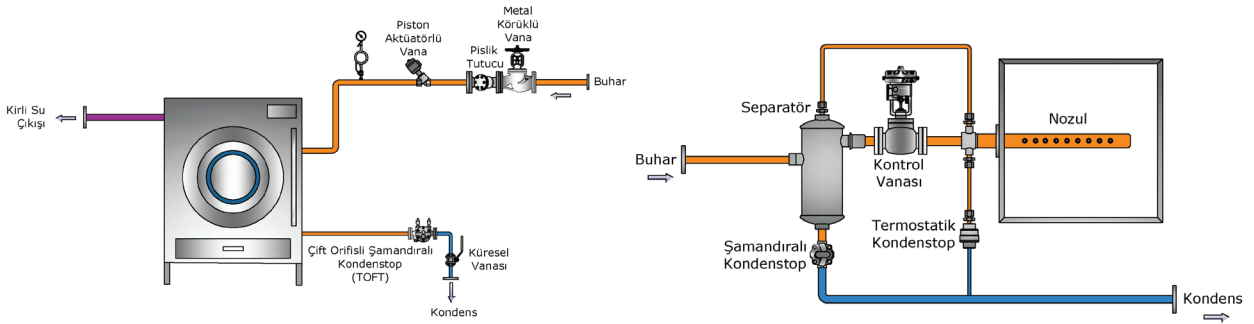 Metal
Körüklü
Vana
Piston
Aktüatörlü
Vana
Pislik
Tutucu
Buhar
Kirli Su
Çıkışı
Çift Orifisli Şamandıralı
Kondenstop
(TOFT)
Küresel
Vanası
Kondens
Separatör
Buhar
Kontrol
Vanası
Nozul
Şamandıralı
Kondenstop
Termostatik
Kondenstop
Kondens